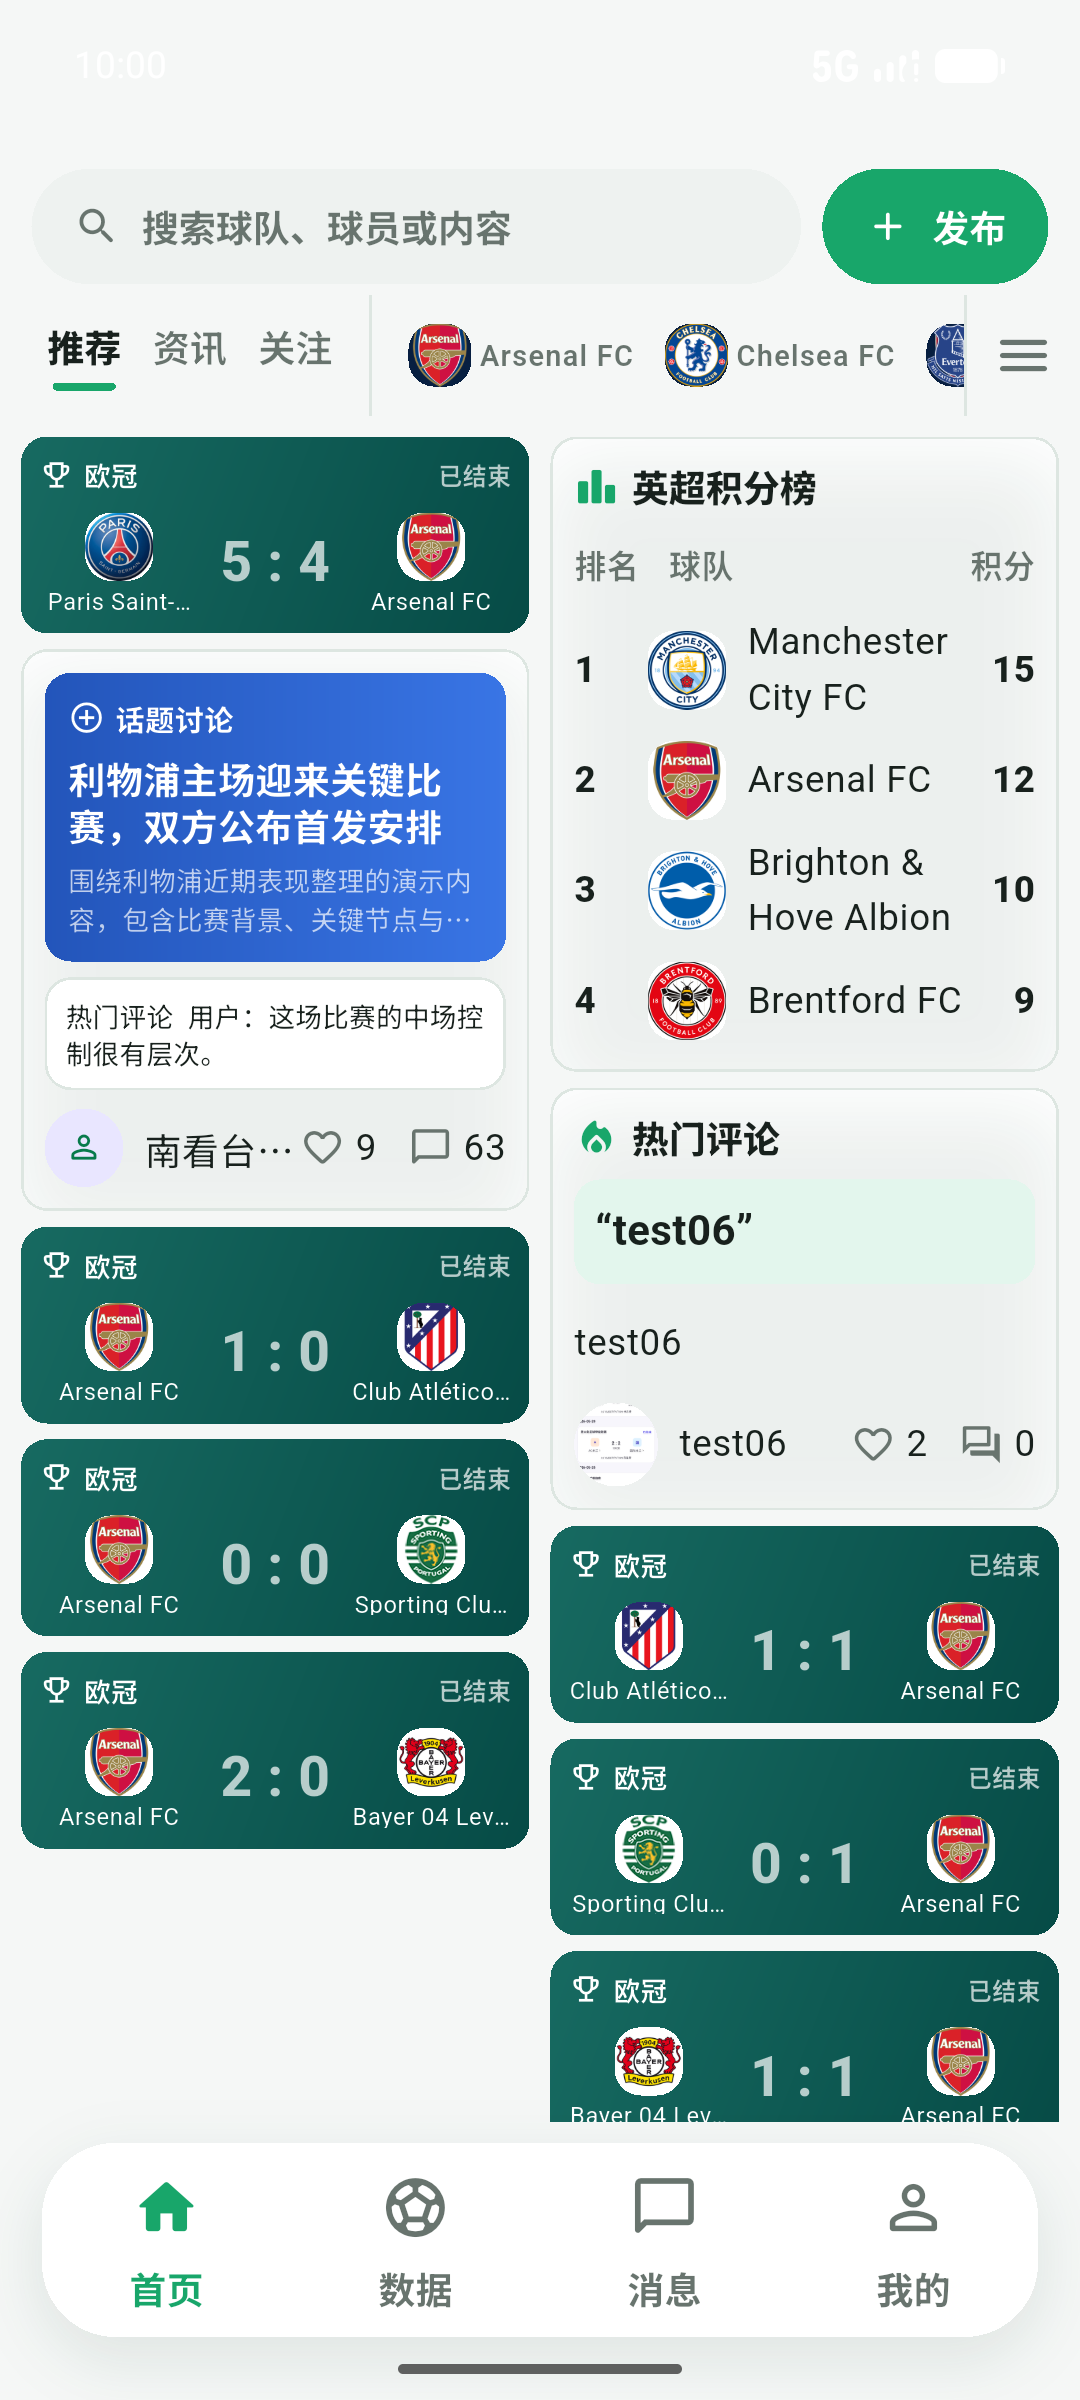 10:00
5G
搜索球队、球员或内容
+ 发布
推荐 资讯 关注
Arsenal FC
Chelsea FC
欧冠 已结束
5 : 4
Paris Saint-...
Arsenal FC
话题讨论
利物浦主场迎来关键比
赛，双方公布首发安排
围绕利物浦近期表现整理的演示内
容，包含比赛背景、关键节点与…
热门评论 用户：这场比赛的中场控
制很有层次。
南看台… 9 63
欧冠 已结束
1 : 0
Arsenal FC
Club Atlético...
欧冠 已结束
0 : 0
Arsenal FC
Sporting Clu...
欧冠 已结束
2 : 0
Arsenal FC
Bayer 04 Lev...
英超积分榜
排名 球队 积分
1 Manchester City FC 15
2 Arsenal FC 12
3 Brighton & Hove Albion 10
4 Brentford FC 9
热门评论
“test06”
test06
test06 2 0
欧冠 已结束
1 : 1
Club Atlético...
Arsenal FC
欧冠 已结束
0 : 1
Sporting Clu...
Arsenal FC
欧冠 已结束
1 : 1
Bayer 04 Lev...
Arsenal FC
首页 数据 消息 我的